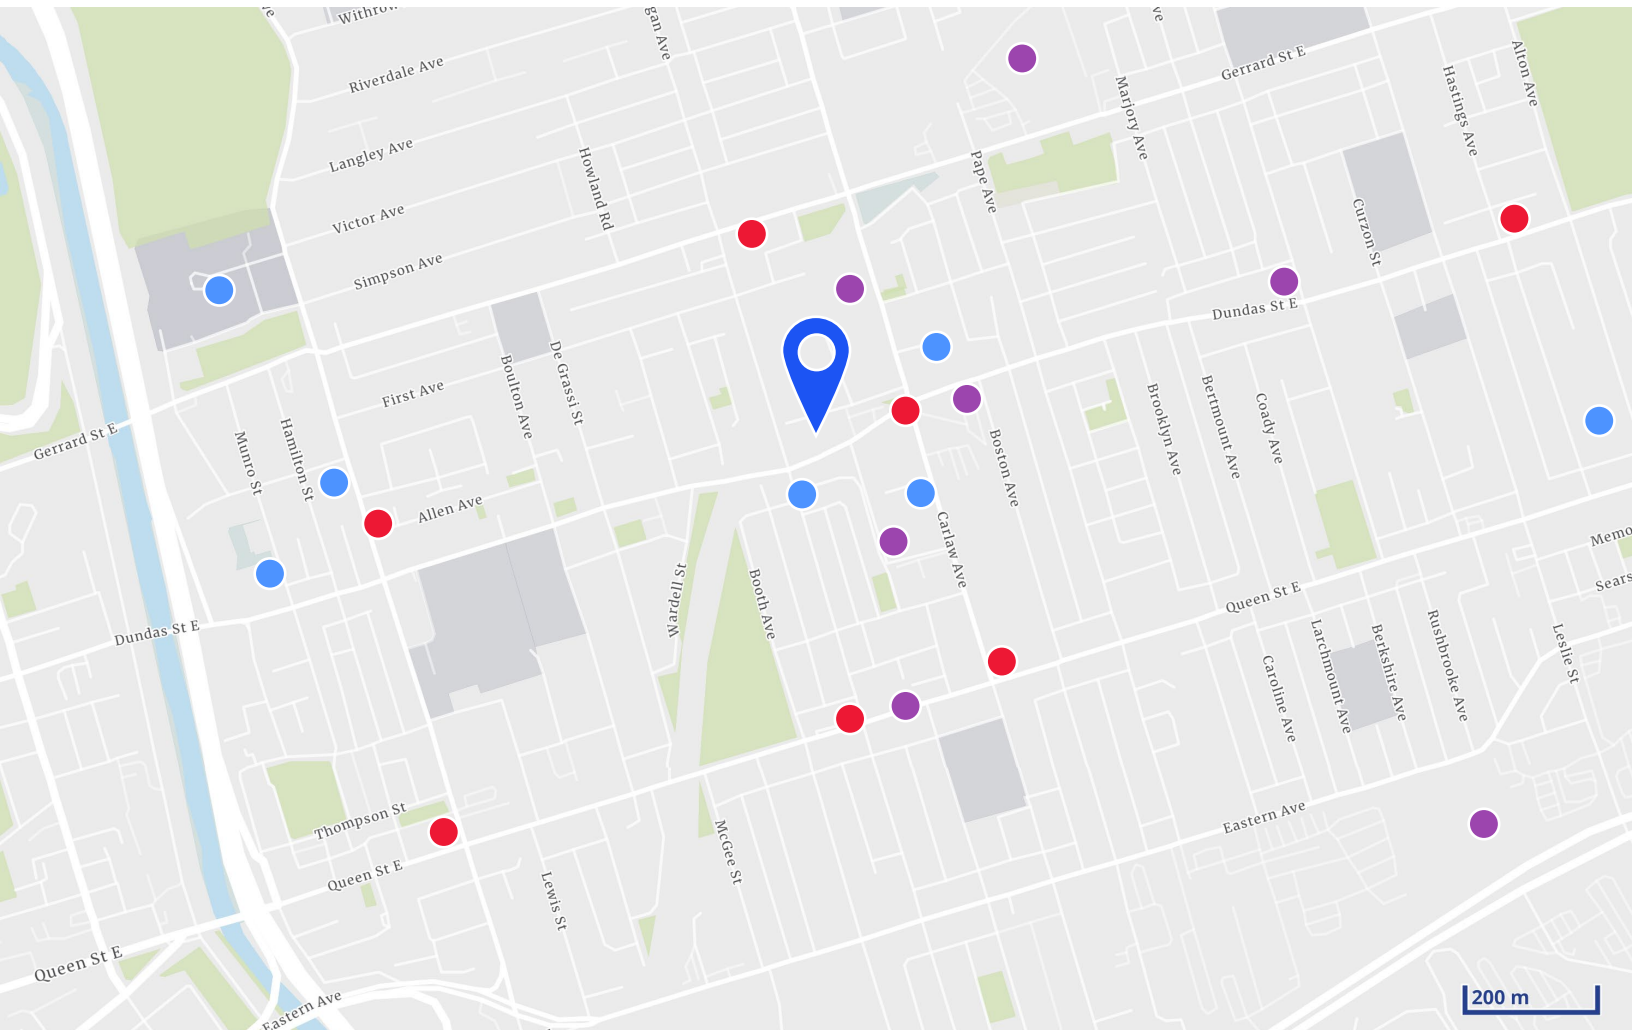 Withrow
Riverdale Ave
Langley Ave
Victor Ave
Simpson Ave
Howland Rd
gan Ave
ve
Gerrard St E
Marjory Ave
Pape Ave
Hastings Ave
Alton Ave
Curzon St
Dundas St E
First Ave
Boulton Ave
De Grassi St
Gerrard St E
Munro St
Hamilton St
Allen Ave
Boston Ave
Brooklyn Ave
Bertmount Ave
Coady Ave
Carlaw Ave
Wardell St
Booth Ave
Dundas St E
Queen St E
Memo
Sears
Caroline Ave
Larchmount Ave
Berkshire Ave
Rushbrooke Ave
Leslie St
Thompson St
Queen St E
McGee St
Eastern Ave
Lewis St
Queen St E
Eastern Ave
200 m